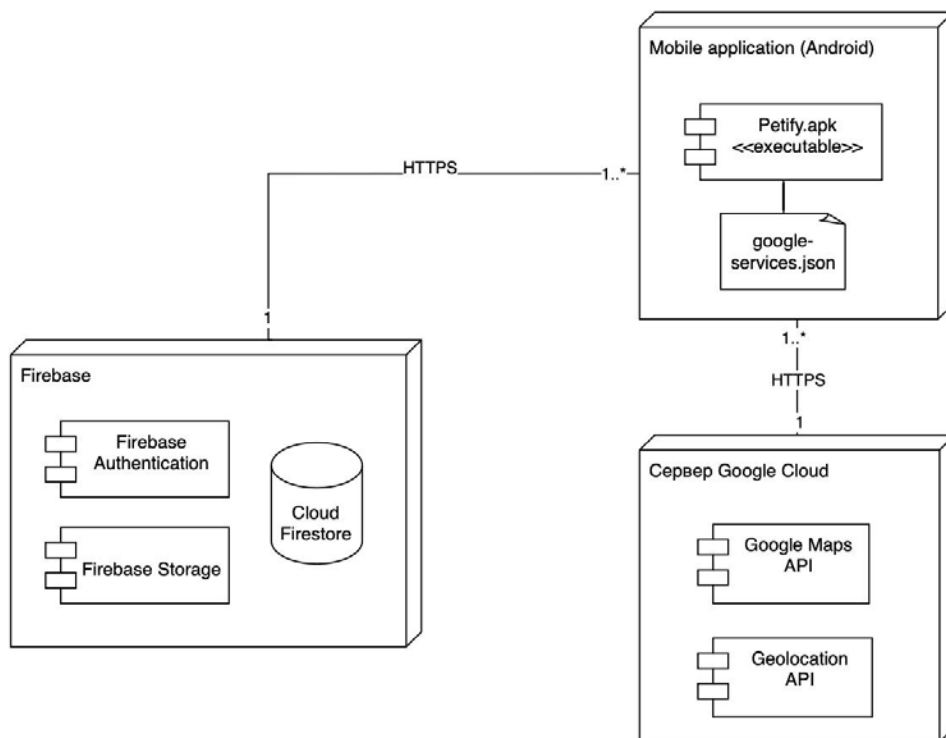 Mobile application (Android)
Petify.apk
<<executable>>
google-
services.json
HTTPS
1..*
1
1..*
HTTPS
1
Firebase
Firebase
Authentication
Firebase Storage
Cloud
Firestore
Сервер Google Cloud
Google Maps
API
Geolocation
API